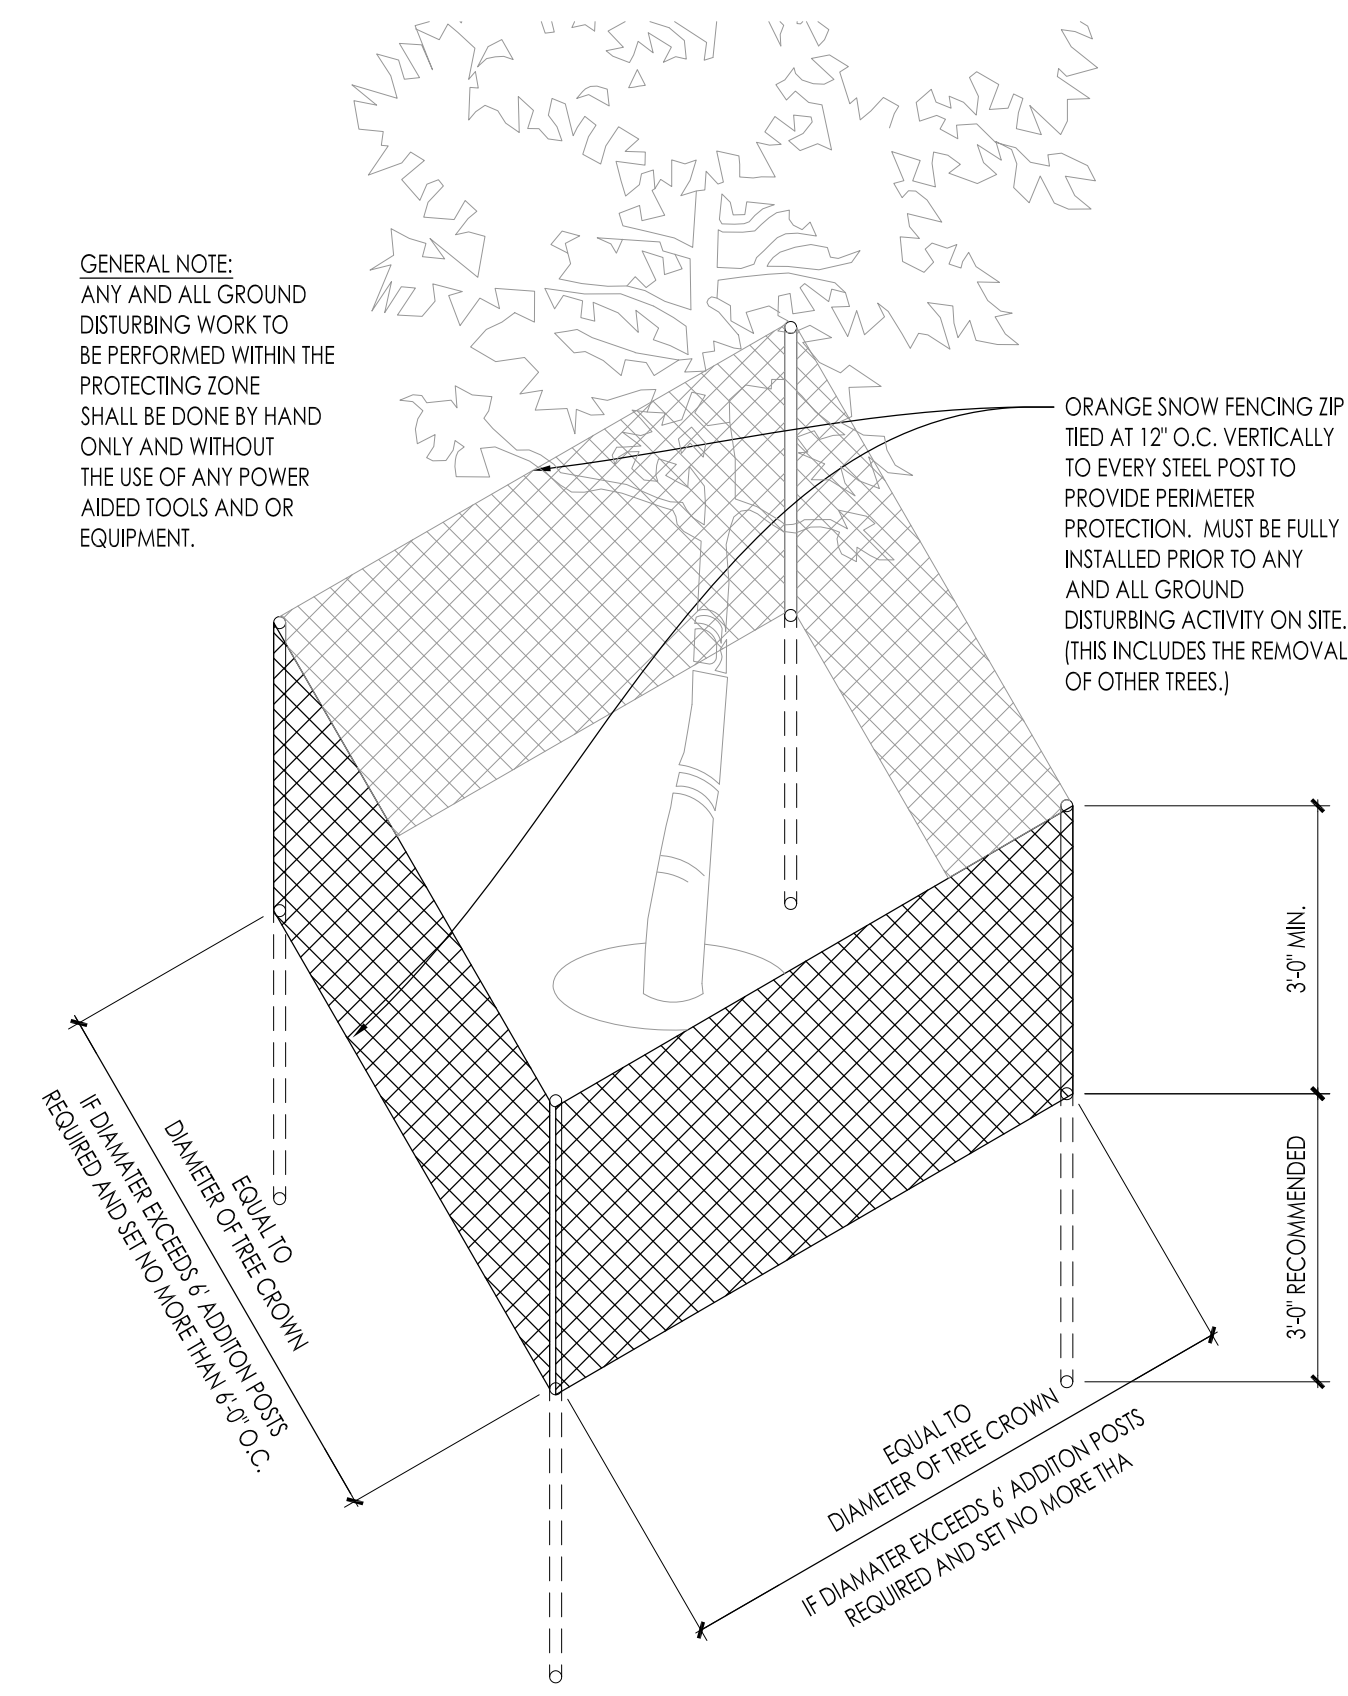 GENERAL NOTE:
ANY AND ALL GROUND
DISTURBING WORK TO
BE PERFORMED WITHIN THE
PROTECTING ZONE
SHALL BE DONE BY HAND
ONLY AND WITHOUT
THE USE OF ANY POWER
AIDED TOOLS AND OR
EQUIPMENT.
ORANGE SNOW FENCING ZIP
TIED AT 12" O.C. VERTICALLY
TO EVERY STEEL POST TO
PROVIDE PERIMETER
PROTECTION. MUST BE FULLY
INSTALLED PRIOR TO ANY
AND ALL GROUND
DISTURBING ACTIVITY ON SITE.
(THIS INCLUDES THE REMOVAL
OF OTHER TREES.)
3'-0" MIN.
3'-0" RECOMMENDED
EQUAL TO
DIAMETER OF TREE CROWN
IF DIAMATER EXCEEDS 6' ADDITON POSTS
REQUIRED AND SET NO MORE THAN 6'-0" O.C.
EQUAL TO
DIAMETER OF TREE CROWN
IF DIAMATER EXCEEDS 6' ADDITON POSTS
REQUIRED AND SET NO MORE THA